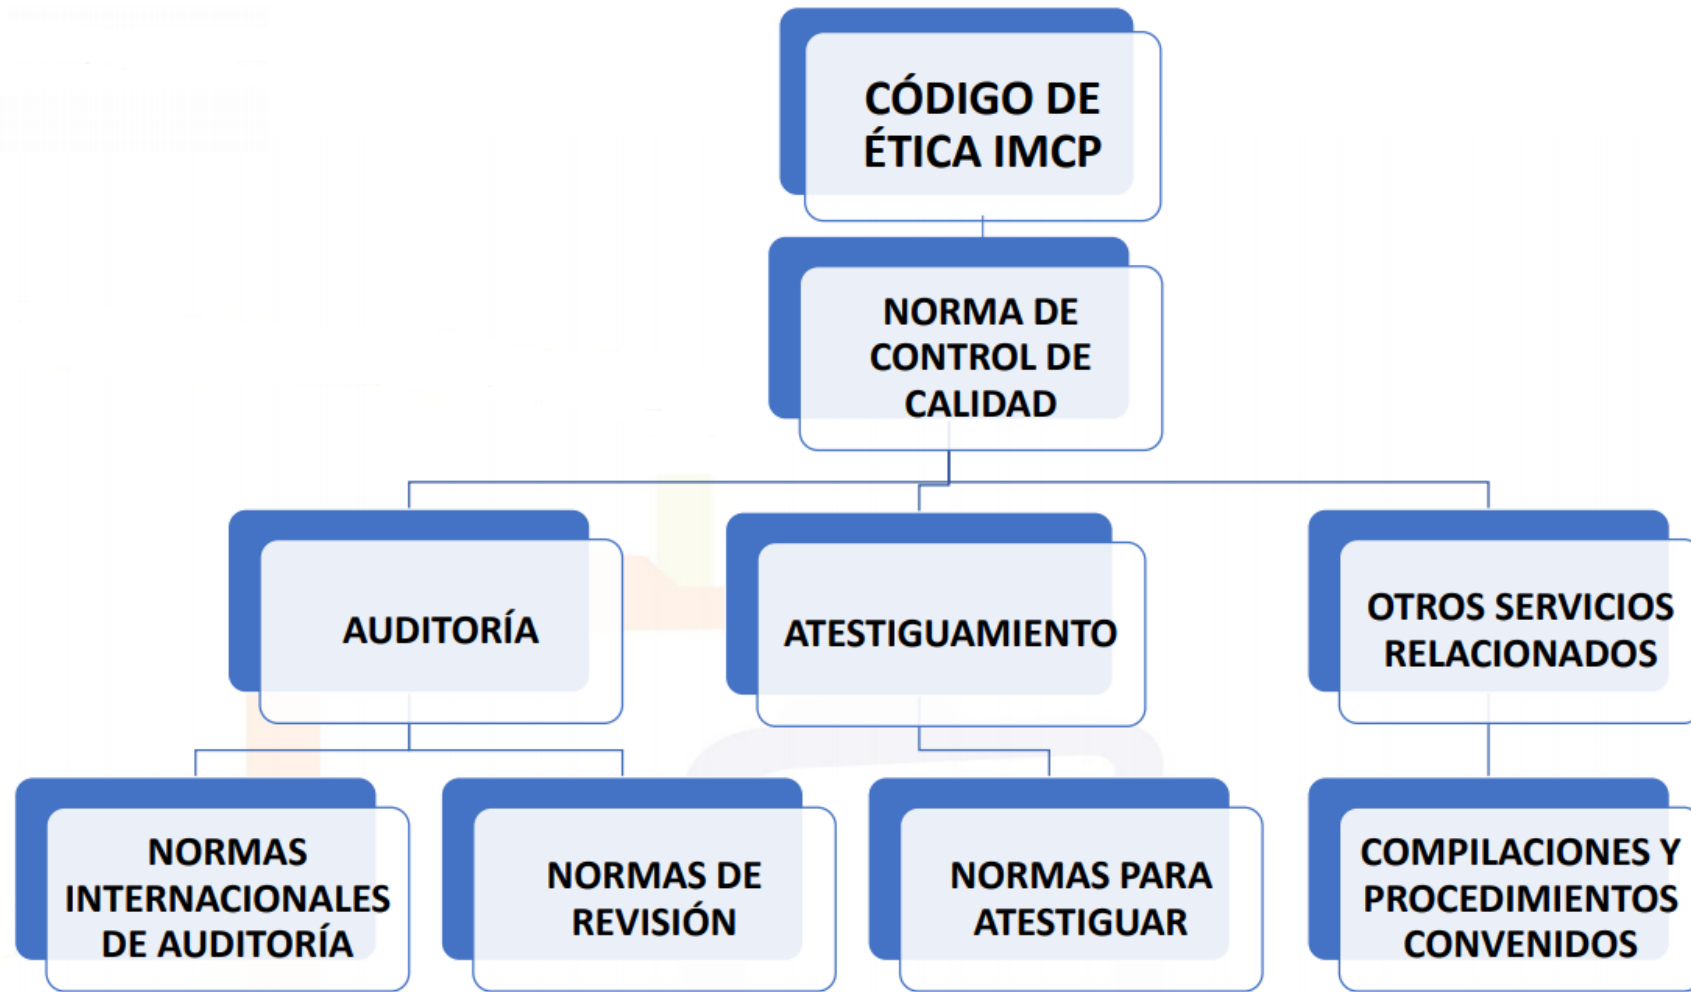 CÓDIGO DE
ÉTICA IMCP
NORMA DE
CONTROL DE
CALIDAD
AUDITORÍA
ATESTIGUAMIENTO
OTROS SERVICIOS
RELACIONADOS
NORMAS
INTERNACIONALES
DE AUDITORÍA
NORMAS DE
REVISIÓN
NORMAS PARA
ATESTIGUAR
COMPILACIONES Y
PROCEDIMIENTOS
CONVENIDOS